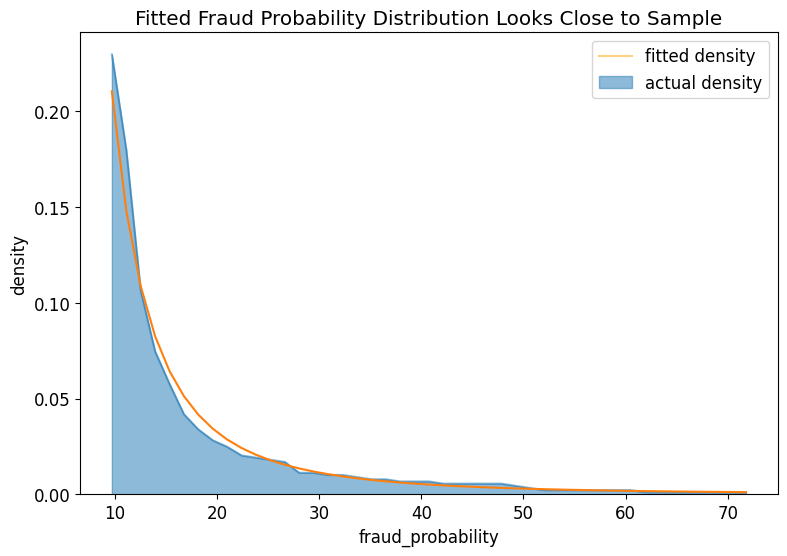 Fitted Fraud Probability Distribution Looks Close to Sample
fitted density
actual density
density
0.20
0.15
0.10
0.05
0.00
10 20 30 40 50 60 70
fraud_probability